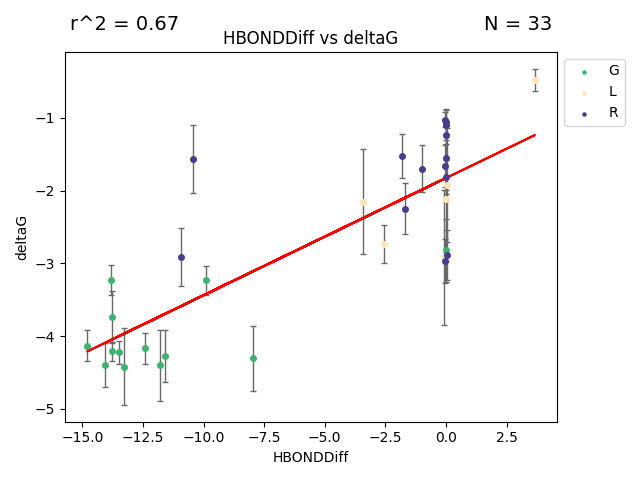 r^2 = 0.67
N = 33
HBONDDiff vs deltaG
G
L
R
−1
−2
−3
−4
−5
deltaG
−15.0 −12.5 −10.0 −7.5 −5.0 −2.5 0.0 2.5
HBONDDiff